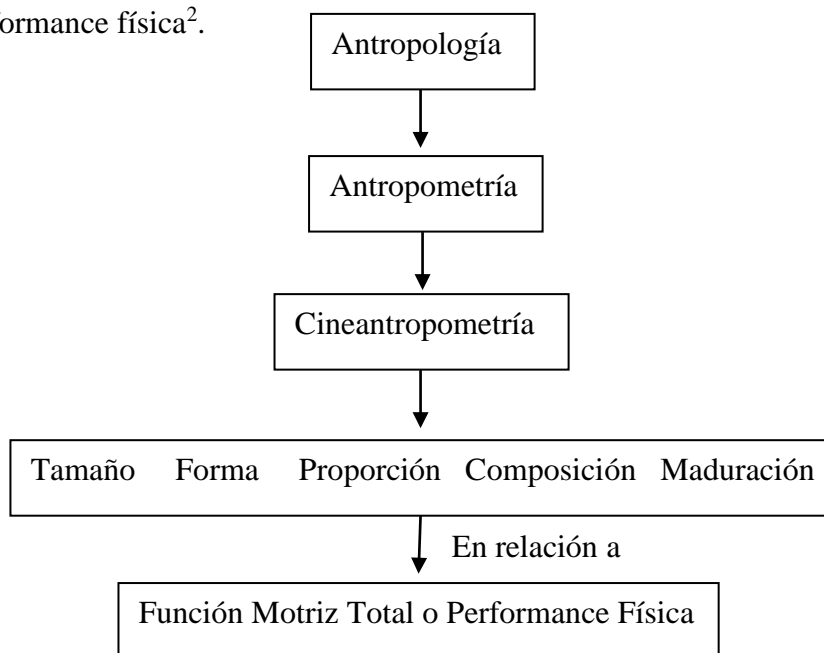 formance física².
Antropología
Antropometría
Cineantropometría
Tamaño Forma Proporción Composición Maduración
En relación a
Función Motriz Total o Performance Física